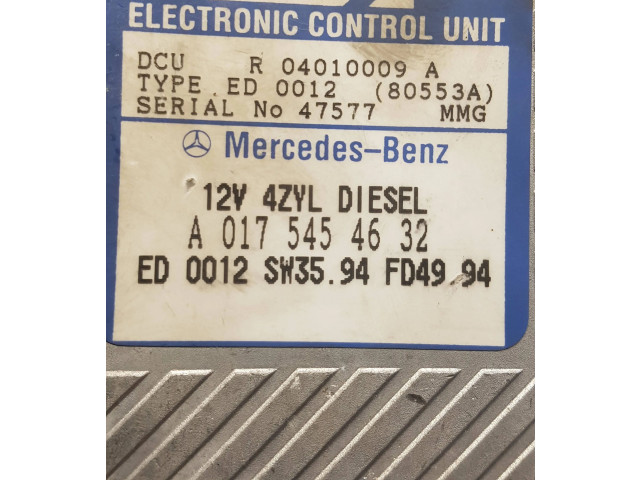 ELECTRONIC CONTROL UNIT
DCU R 04010009 A
TYPE ED 0012 (80553A)
SERIAL No 47577 MMG
Mercedes-Benz
12V 4ZYL DIESEL
A 017 545 46 32
ED 0012 SW35.94 FD49.94